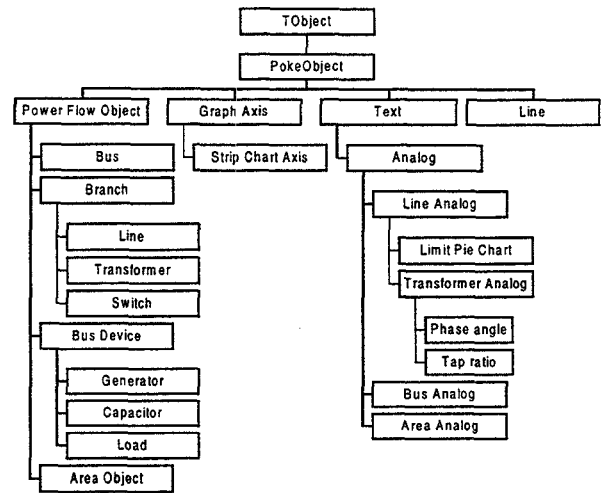 TObject
PokeObject
Power Flow Object
Graph Axis
Text
Line
Bus
Strip Chart Axis
Analog
Branch
Line Analog
Line
Limit Pie Chart
Transformer
Transformer Analog
Switch
Phase angle
Bus Device
Tap ratio
Generator
Bus Analog
Capacitor
Area Analog
Load
Area Object